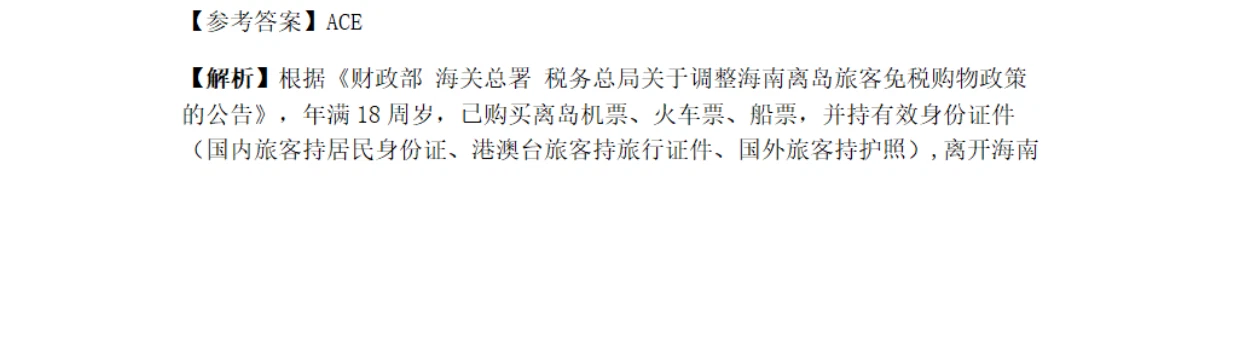 【参考答案】ACE
【解析】根据《财政部 海关总署 税务总局关于调整海南离岛旅客免税购物政策
的公告》，年满 18 周岁，已购买离岛机票、火车票、船票，并持有效身份证件
（国内旅客持居民身份证、港澳台旅客持旅行证件、国外旅客持护照）,离开海南